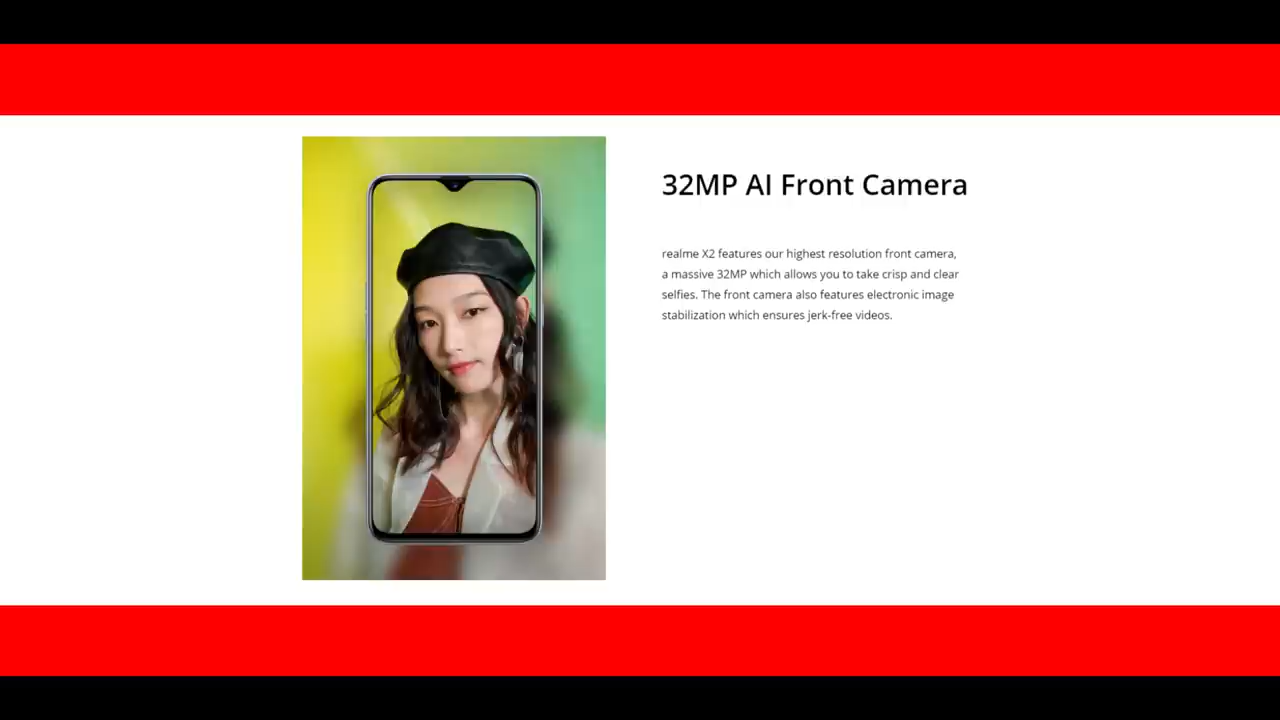 32MP AI Front Camera
realme X2 features our highest resolution front camera,
a massive 32MP which allows you to take crisp and clear
selfies. The front camera also features electronic image
stabilization which ensures jerk-free videos.